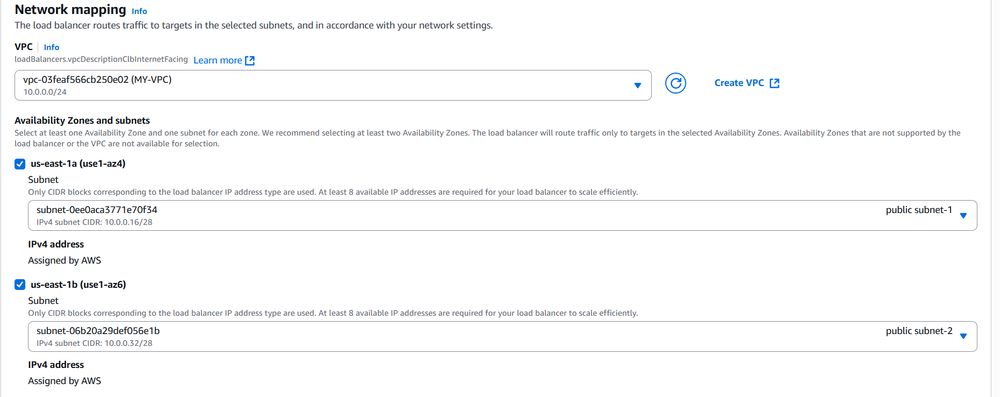 Network mapping Info
The load balancer routes traffic to targets in the selected subnets, and in accordance with your network settings.
VPC Info
loadBalancers.vpcDescriptionClbInternetFacing Learn more
vpc-03feaf566cb250e02 (MY-VPC)
10.0.0.0/24
Create VPC
Availability Zones and subnets
Select at least one Availability Zone and one subnet for each zone. We recommend selecting at least two Availability Zones. The load balancer will route traffic only to targets in the selected Availability Zones. Availability Zones that are not supported by the
load balancer or the VPC are not available for selection.
us-east-1a (use1-az4)
Subnet
Only CIDR blocks corresponding to the load balancer IP address type are used. At least 8 available IP addresses are required for your load balancer to scale efficiently.
subnet-0ee0aca3771e70f34 public subnet-1
IPv4 subnet CIDR: 10.0.0.16/28
IPv4 address
Assigned by AWS
us-east-1b (use1-az6)
Subnet
Only CIDR blocks corresponding to the load balancer IP address type are used. At least 8 available IP addresses are required for your load balancer to scale efficiently.
subnet-06b20a29def056e1b public subnet-2
IPv4 subnet CIDR: 10.0.0.32/28
IPv4 address
Assigned by AWS